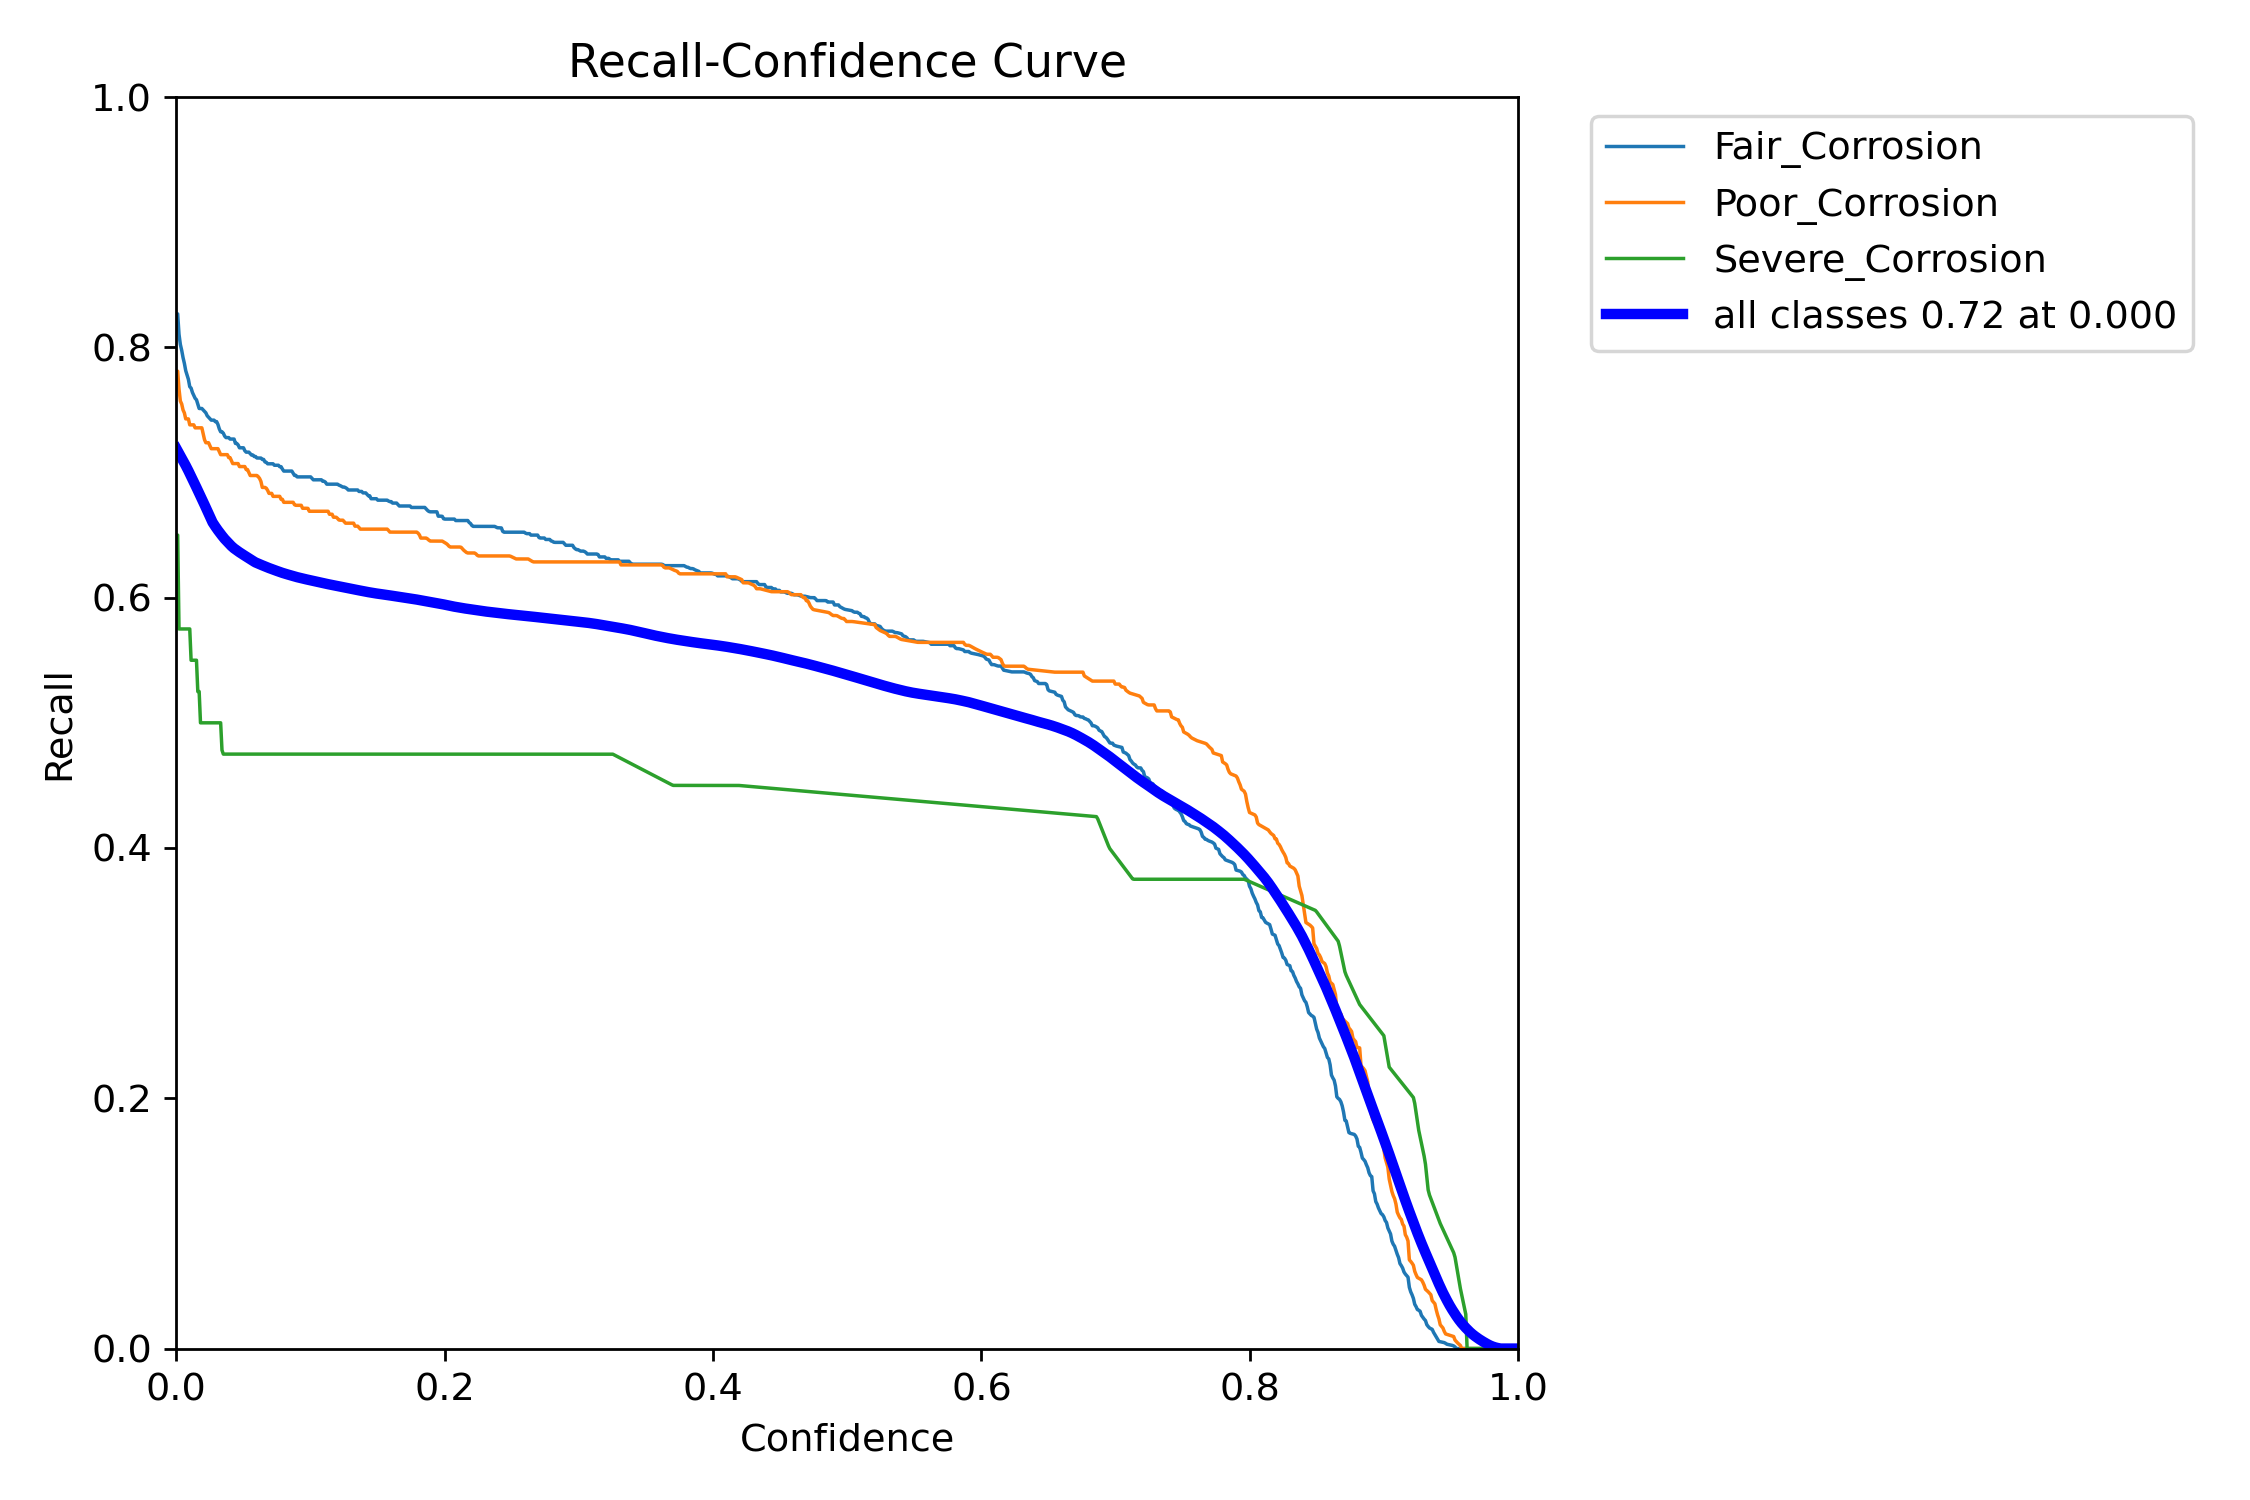 Recall-Confidence Curve
1.0
0.8
0.6
0.4
0.2
0.0
Recall
0.0 0.2 0.4 0.6 0.8 1.0
Confidence
Fair_Corrosion
Poor_Corrosion
Severe_Corrosion
all classes 0.72 at 0.000